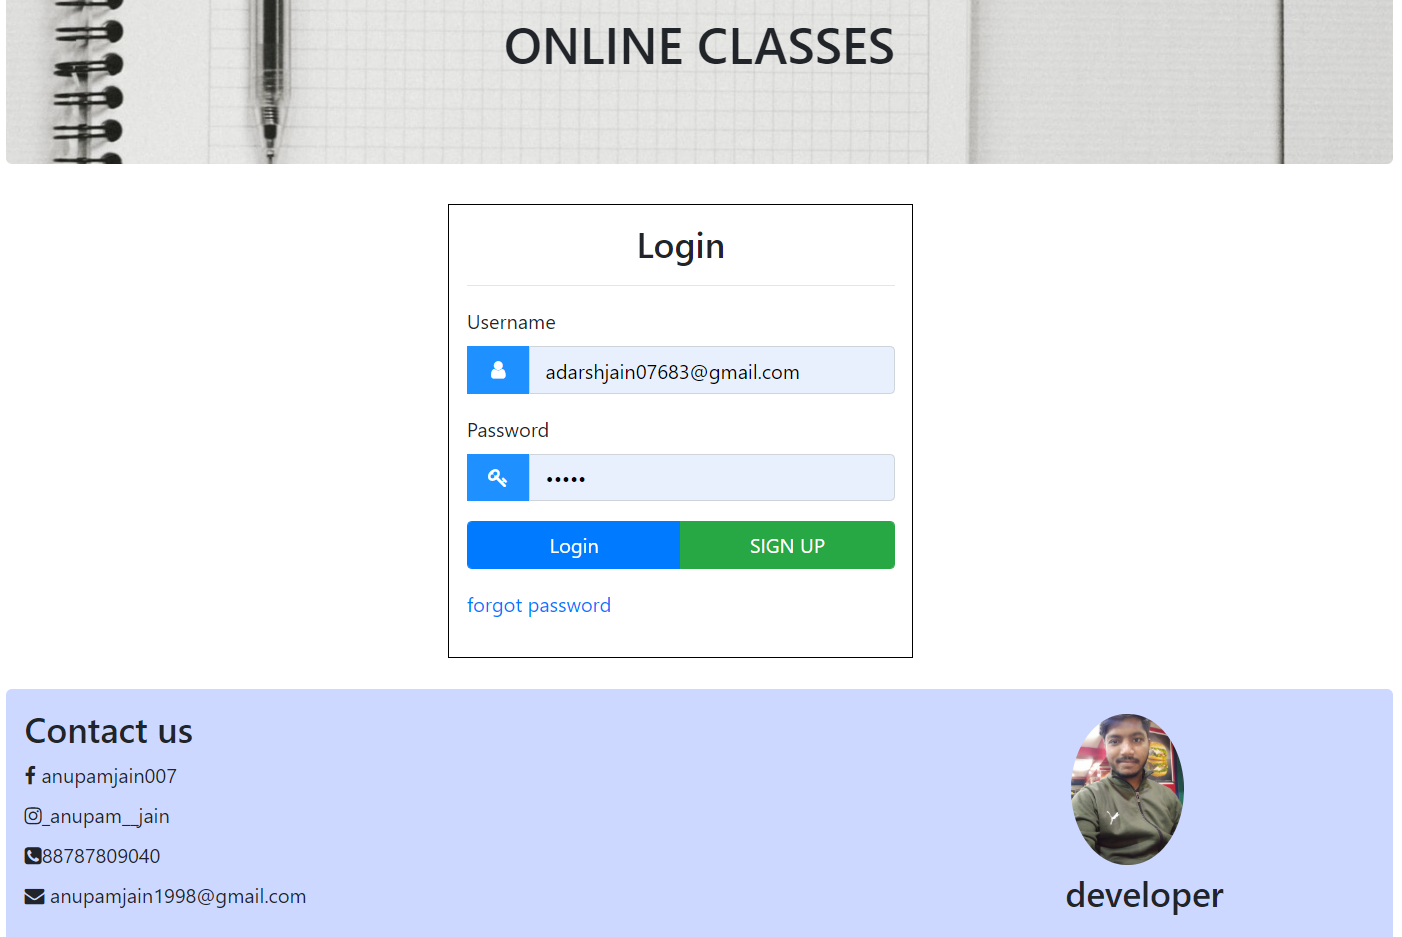 ONLINE CLASSES
Login
Username
adarshjain07683@gmail.com
Password
•••••
Login SIGN UP
forgot password
Contact us
anupamjain007
_anupam__jain
88787809040
anupamjain1998@gmail.com
developer